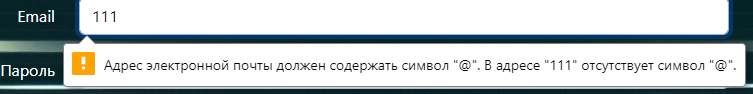 Email 111
Адрес электронной почты должен содержать символ "@". В адресе "111" отсутствует символ "@".
Пароль